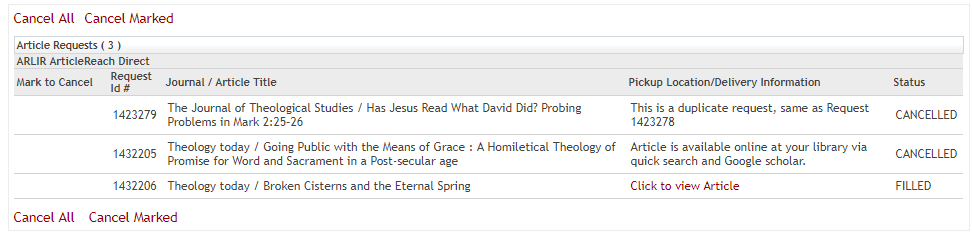 Cancel All Cancel Marked
Article Requests ( 3 )
ARLIR ArticleReach Direct
Mark to Cancel Request Id # Journal / Article Title Pickup Location/Delivery Information Status
1423279 The Journal of Theological Studies / Has Jesus Read What David Did? Probing Problems in Mark 2:25-26 This is a duplicate request, same as Request 1423278 CANCELLED
1432205 Theology today / Going Public with the Means of Grace : A Homiletical Theology of Promise for Word and Sacrament in a Post-secular age Article is available online at your library via quick search and Google scholar. CANCELLED
1432206 Theology today / Broken Cisterns and the Eternal Spring Click to view Article FILLED
Cancel All Cancel Marked